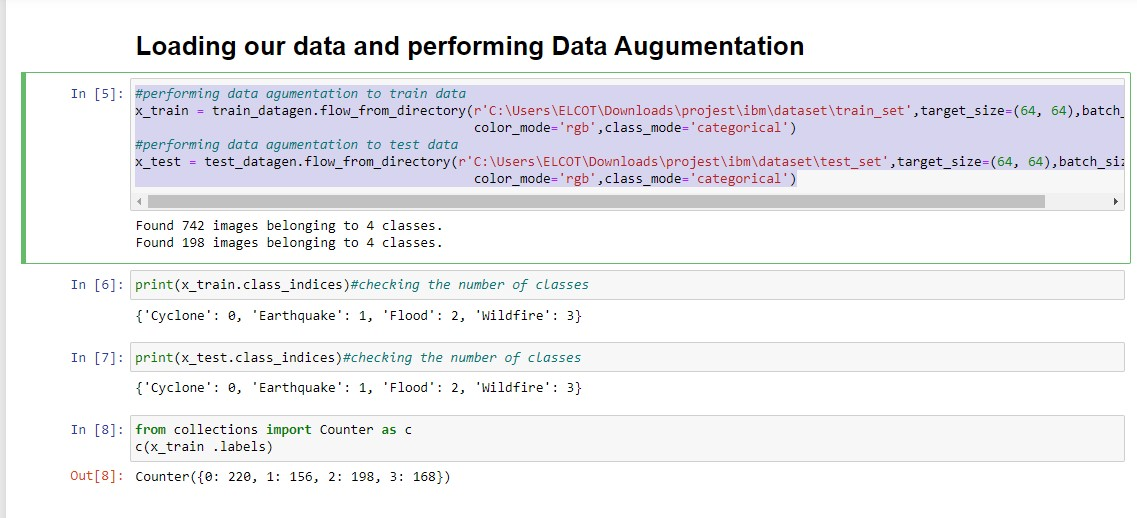 Loading our data and performing Data Augumentation
In [5]: #performing data agumentation to train data
x_train = train_datagen.flow_from_directory(r'C:\Users\ELCOT\Downloads\projest\ibm\dataset\train_set',target_size=(64, 64),batch_
color_mode='rgb',class_mode='categorical')
#performing data agumentation to test data
x_test = test_datagen.flow_from_directory(r'C:\Users\ELCOT\Downloads\projest\ibm\dataset\test_set',target_size=(64, 64),batch_siz
color_mode='rgb',class_mode='categorical')
Found 742 images belonging to 4 classes.
Found 198 images belonging to 4 classes.
In [6]: print(x_train.class_indices)#checking the number of classes
{'Cyclone': 0, 'Earthquake': 1, 'Flood': 2, 'Wildfire': 3}
In [7]: print(x_test.class_indices)#checking the number of classes
{'Cyclone': 0, 'Earthquake': 1, 'Flood': 2, 'Wildfire': 3}
In [8]: from collections import Counter as c
c(x_train .labels)
Out[8]: Counter({0: 220, 1: 156, 2: 198, 3: 168})